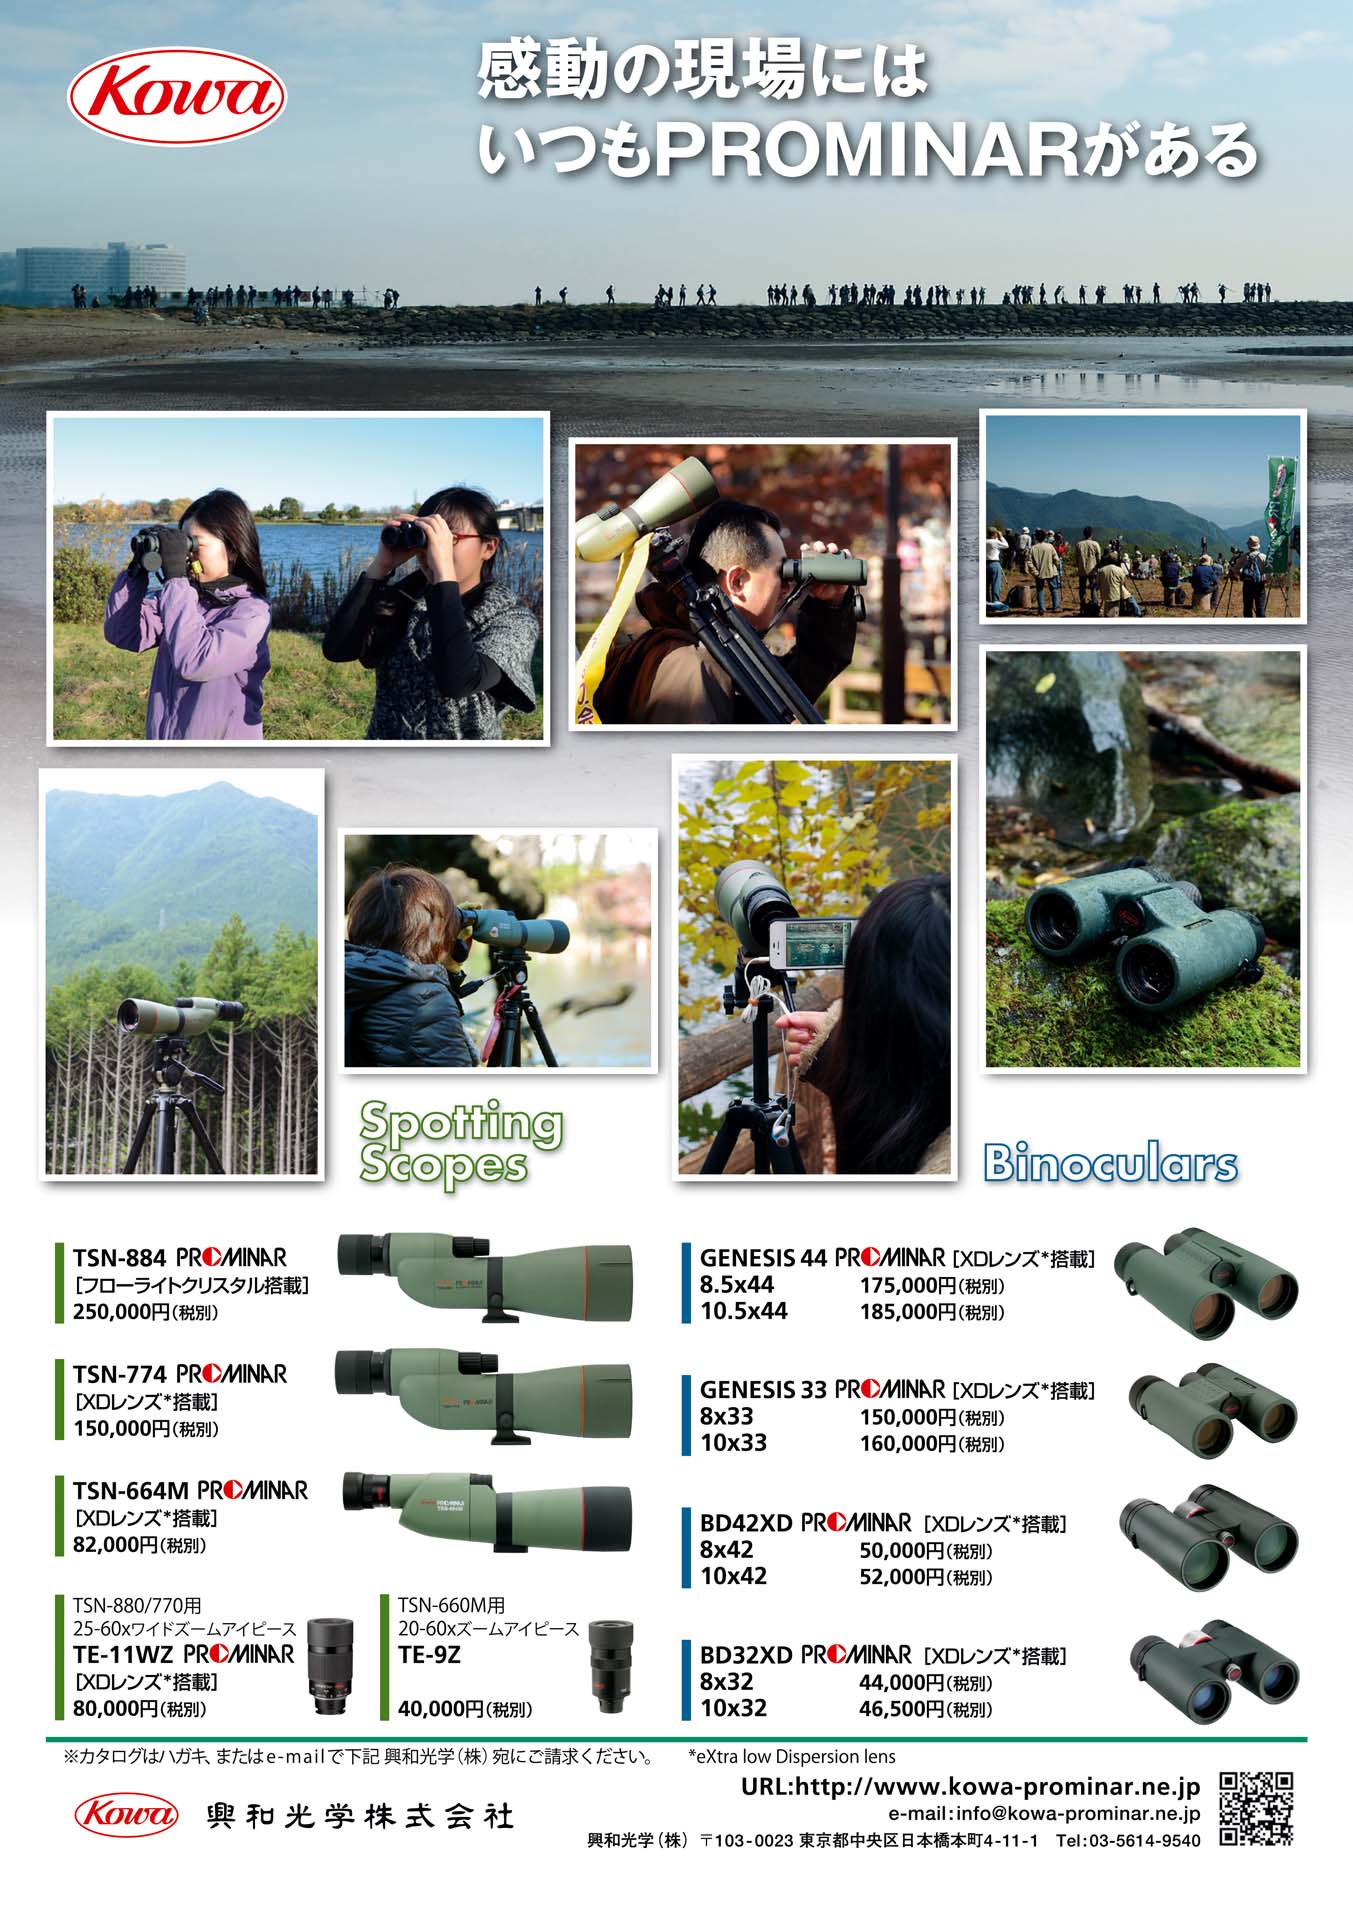 Kowa
感動の現場には
いつもPROMINARがある
Spotting
Scopes
TSN-884 PROMINAR
[フローライトクリスタル搭載]
250,000円(税別)
TSN-774 PROMINAR
[XDレンズ*搭載]
150,000円(税別)
TSN-664M PROMINAR
[XDレンズ*搭載]
82,000円(税別)
TSN-880/770用
25-60xワイドズームアイピース
TE-11WZ PROMINAR
[XDレンズ*搭載]
80,000円(税別)
TSN-660M用
20-60xズームアイピース
TE-9Z
40,000円(税別)
Binoculars
GENESIS 44 PROMINAR [XDレンズ*搭載]
8.5x44 175,000円(税別)
10.5x44 185,000円(税別)
GENESIS 33 PROMINAR [XDレンズ*搭載]
8x33 150,000円(税別)
10x33 160,000円(税別)
BD42XD PROMINAR [XDレンズ*搭載]
8x42 50,000円(税別)
10x42 52,000円(税別)
BD32XD PROMINAR [XDレンズ*搭載]
8x32 44,000円(税別)
10x32 46,500円(税別)
※カタログはハガキ、またはe-mailで下記 興和光学(株)宛にご請求ください。 *eXtra low Dispersion lens
URL:http://www.kowa-prominar.ne.jp
e-mail:info@kowa-prominar.ne.jp
Kowa 興和光学株式会社
興和光学(株) 〒103-0023 東京都中央区日本橋本町4-11-1 Tel:03-5614-9540